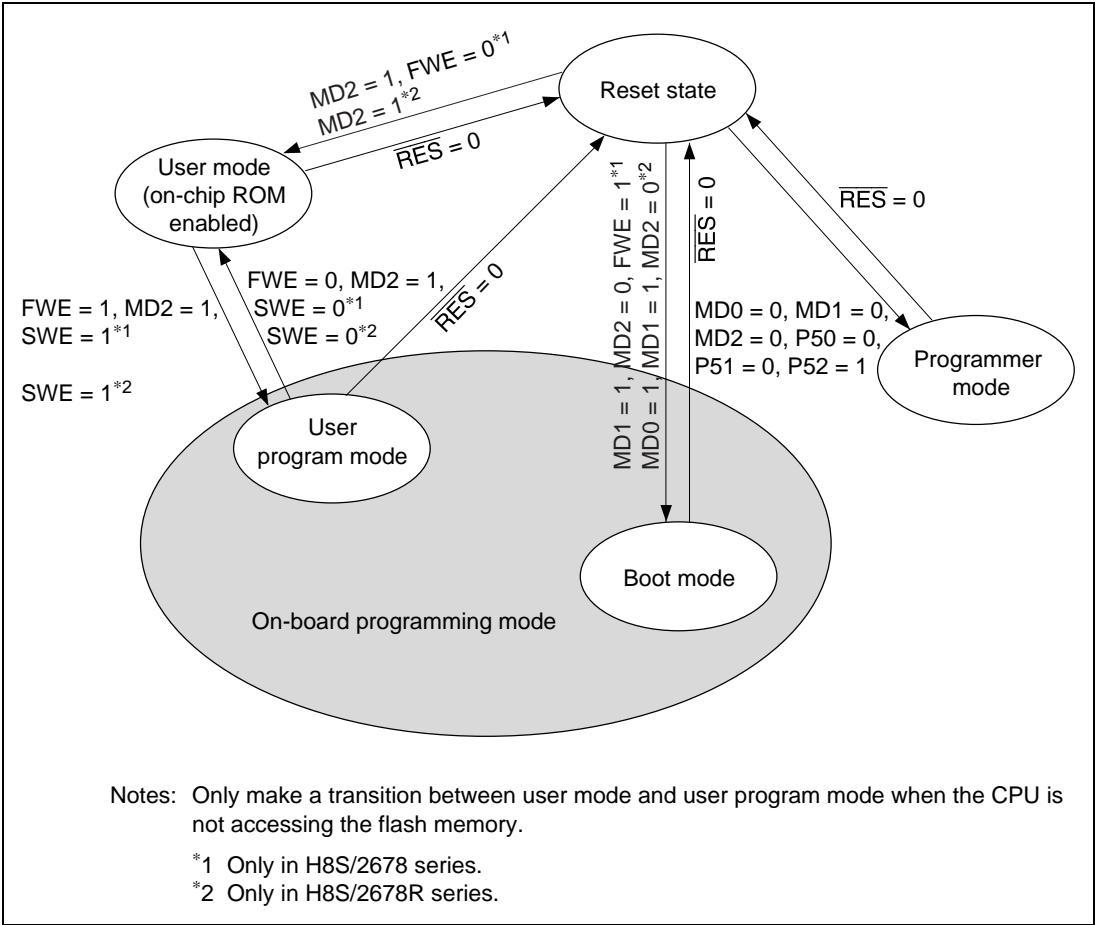 MD2 = 1, FWE = 0*1
MD2 = 1*2
RES = 0
Reset state
User mode
(on-chip ROM
enabled)
RES = 0
MD1 = 1, MD2 = 0, FWE = 1*1
MD0 = 1, MD1 = 1, MD2 = 0*2
RES = 0
RES = 0
FWE = 1, MD2 = 1,
SWE = 1*1
SWE = 1*2
FWE = 0, MD2 = 1,
SWE = 0*1
SWE = 0*2
MD0 = 0, MD1 = 0,
MD2 = 0, P50 = 0,
P51 = 0, P52 = 1
Programmer
mode
User
program mode
Boot mode
On-board programming mode
Notes: Only make a transition between user mode and user program mode when the CPU is
not accessing the flash memory.
*1 Only in H8S/2678 series.
*2 Only in H8S/2678R series.